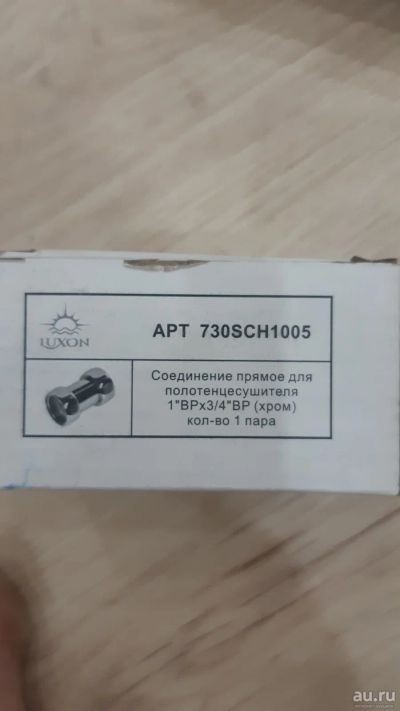 LUXON
АРТ 730SCH1005
Соединение прямое для
полотенцесушителя
1"ВРх3/4"ВР (хром)
кол-во 1 пара
au.ru